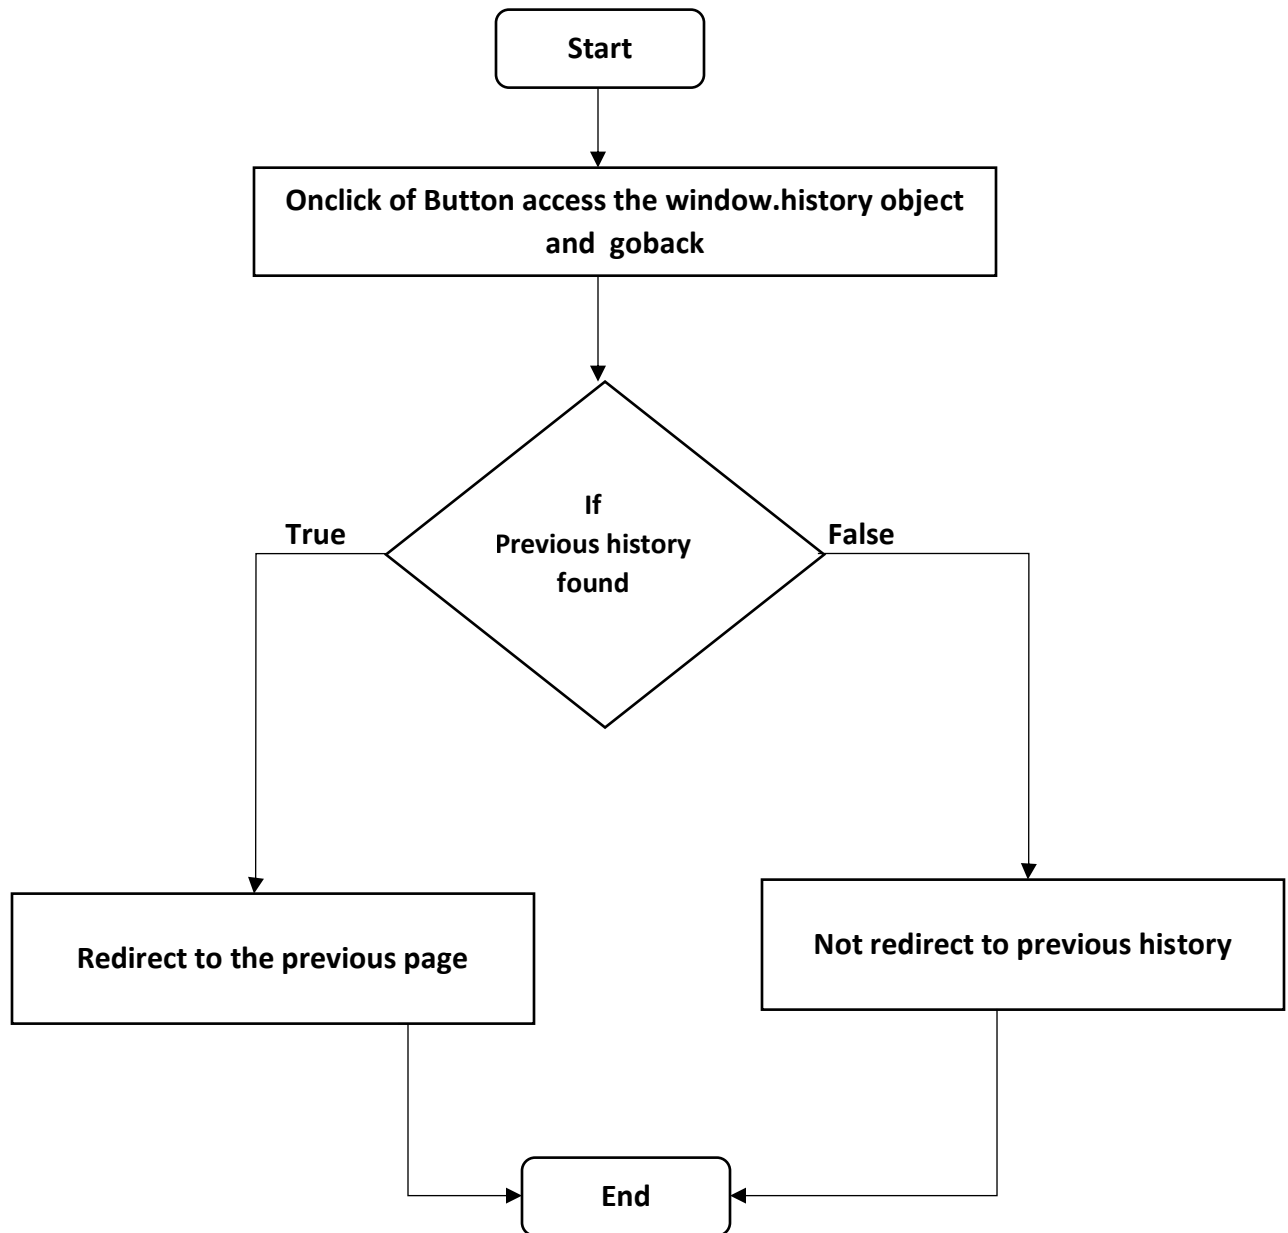 Start
Onclick of Button access the window.history object
and  goback
If
Previous history
found
True
False
Redirect to the previous page
Not redirect to previous history
End